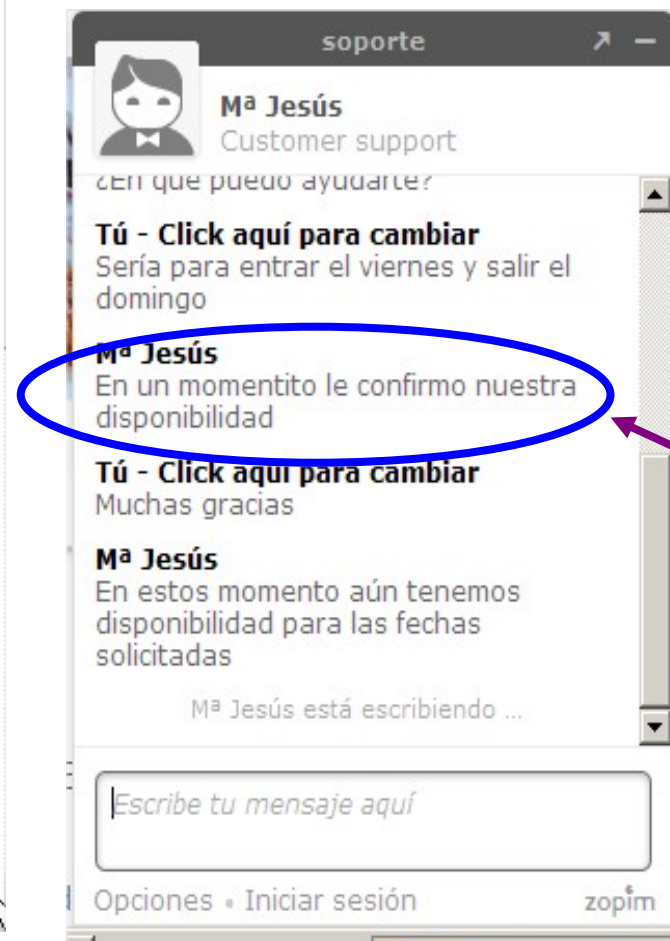 soporte
Mª Jesús
Customer support
¿En que puedo ayudarte?
Tú - Click aquí para cambiar
Sería para entrar el viernes y salir el
domingo
Mª Jesús
En un momentito le confirmo nuestra
disponibilidad
Tú - Click aquí para cambiar
Muchas gracias
Mª Jesús
En estos momento aún tenemos
disponibilidad para las fechas
solicitadas
Mª Jesús está escribiendo ...
Escribe tu mensaje aquí
Opciones • Iniciar sesión
zopim